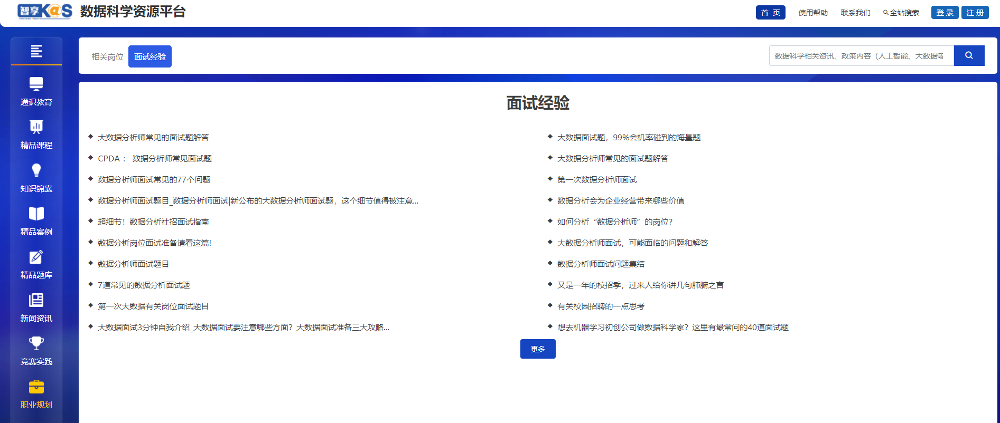 智享K@S 数据科学资源平台
首 页 使用帮助 联系我们 全站搜索 登 录 注 册
相关岗位 面试经验
数据科学相关资讯、政策内容（人工智能、大数据等
通识教育
精品课程
知识锦囊
精品案例
精品题库
新闻资讯
竞赛实践
职业规划
面试经验
大数据分析师常见的面试题解答
大数据面试题，99%会机率碰到的海量题
CPDA ： 数据分析师常见面试题
大数据分析师常见的面试题解答
数据分析师面试常见的77个问题
第一次数据分析师面试
数据分析师面试题目_数据分析师面试|新公布的大数据分析师面试题，这个细节值得被注意...
数据分析会为企业经营带来哪些价值
超细节！数据分析社招面试指南
如何分析“数据分析师”的岗位？
数据分析岗位面试准备请看这篇!
大数据分析师面试，可能面临的问题和解答
数据分析师面试题目
数据分析师面试问题集结
7道常见的数据分析面试题
又是一年的校招季，过来人给你讲几句肺腑之言
第一次大数据有关岗位面试题目
有关校园招聘的一点思考
大数据面试3分钟自我介绍_大数据面试要注意哪些方面？大数据面试准备三大攻略...
想去机器学习初创公司做数据科学家？这里有最常问的40道面试题
更多